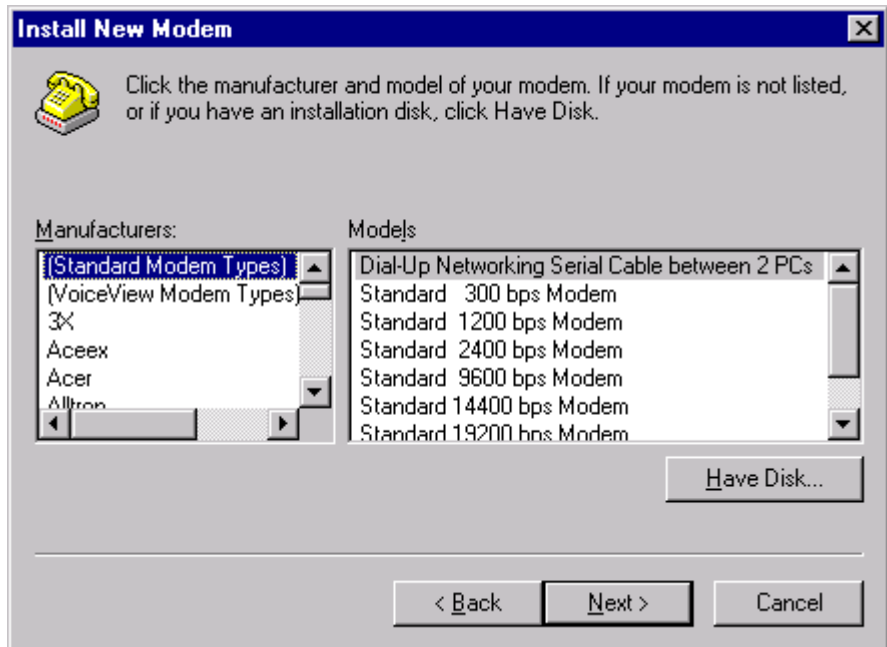 Install New Modem
Click the manufacturer and model of your modem. If your modem is not listed,
or if you have an installation disk, click Have Disk.
Manufacturers:
(Standard Modem Types)
(VoiceView Modem Types)
3X
Aceex
Acer
Alltron
Models
Dial-Up Networking Serial Cable between 2 PCs
Standard   300 bps Modem
Standard  1200 bps Modem
Standard  2400 bps Modem
Standard  9600 bps Modem
Standard 14400 bps Modem
Standard 19200 bps Modem
Have Disk...
< Back
Next >
Cancel